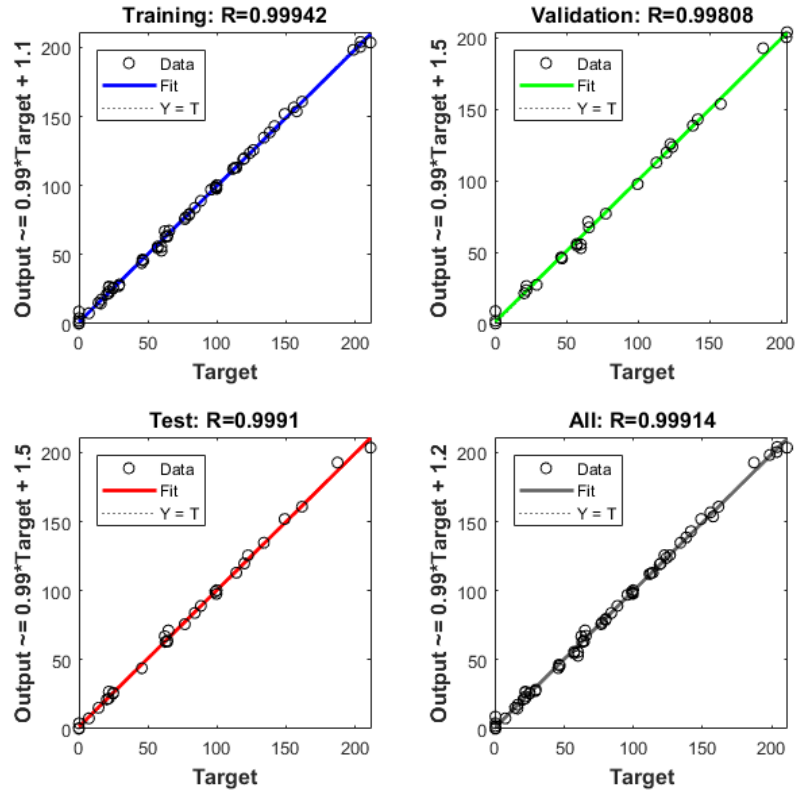 Training: R=0.99942
Output ~= 0.99*Target + 1.1
200
150
100
50
0
Data
Fit
Y = T
0 50 100 150 200
Target
Validation: R=0.99808
Output ~= 0.99*Target + 1.5
200
150
100
50
0
Data
Fit
Y = T
0 50 100 150 200
Target
Test: R=0.9991
Output ~= 0.99*Target + 1.5
200
150
100
50
0
Data
Fit
Y = T
0 50 100 150 200
Target
All: R=0.99914
Output ~= 0.99*Target + 1.2
200
150
100
50
0
Data
Fit
Y = T
0 50 100 150 200
Target